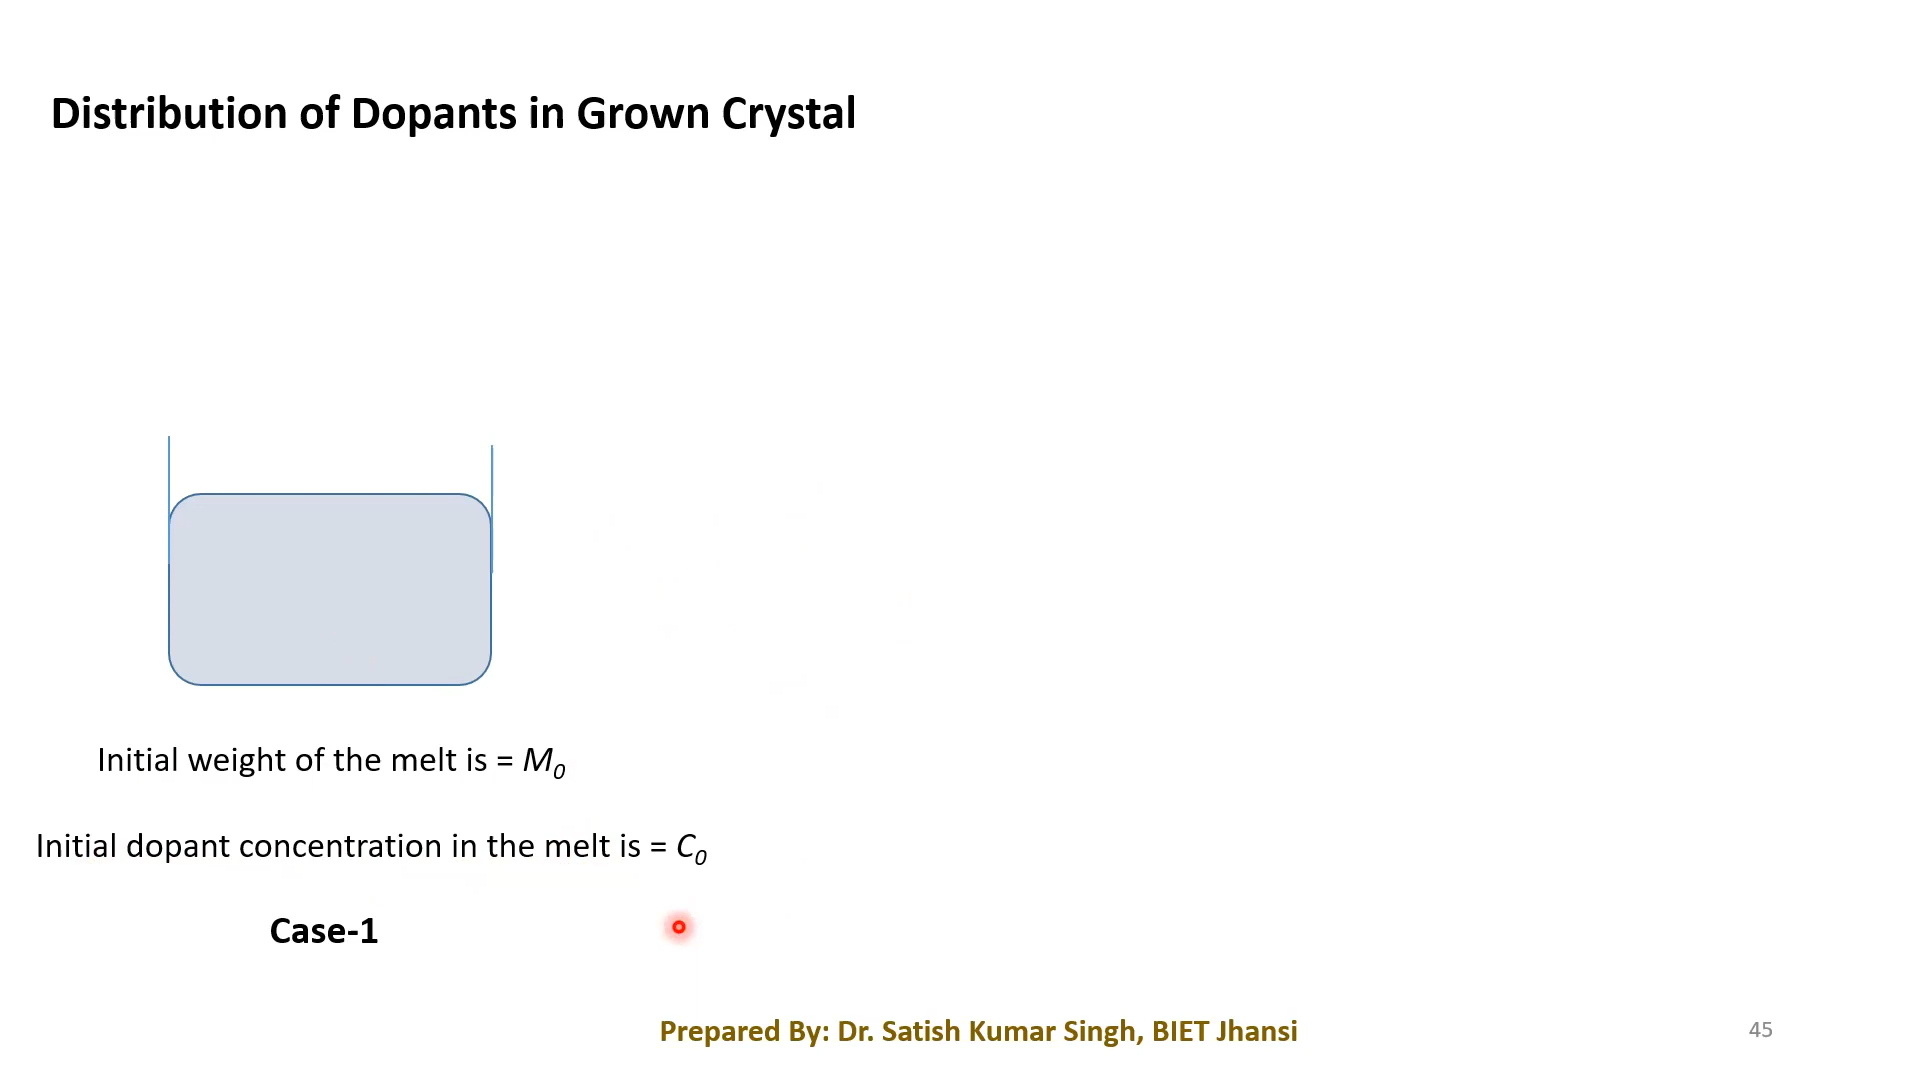 Distribution of Dopants in Grown Crystal
Initial weight of the melt is = M₀
Initial dopant concentration in the melt is = C₀
Case-1
Prepared By: Dr. Satish Kumar Singh, BIET Jhansi
45